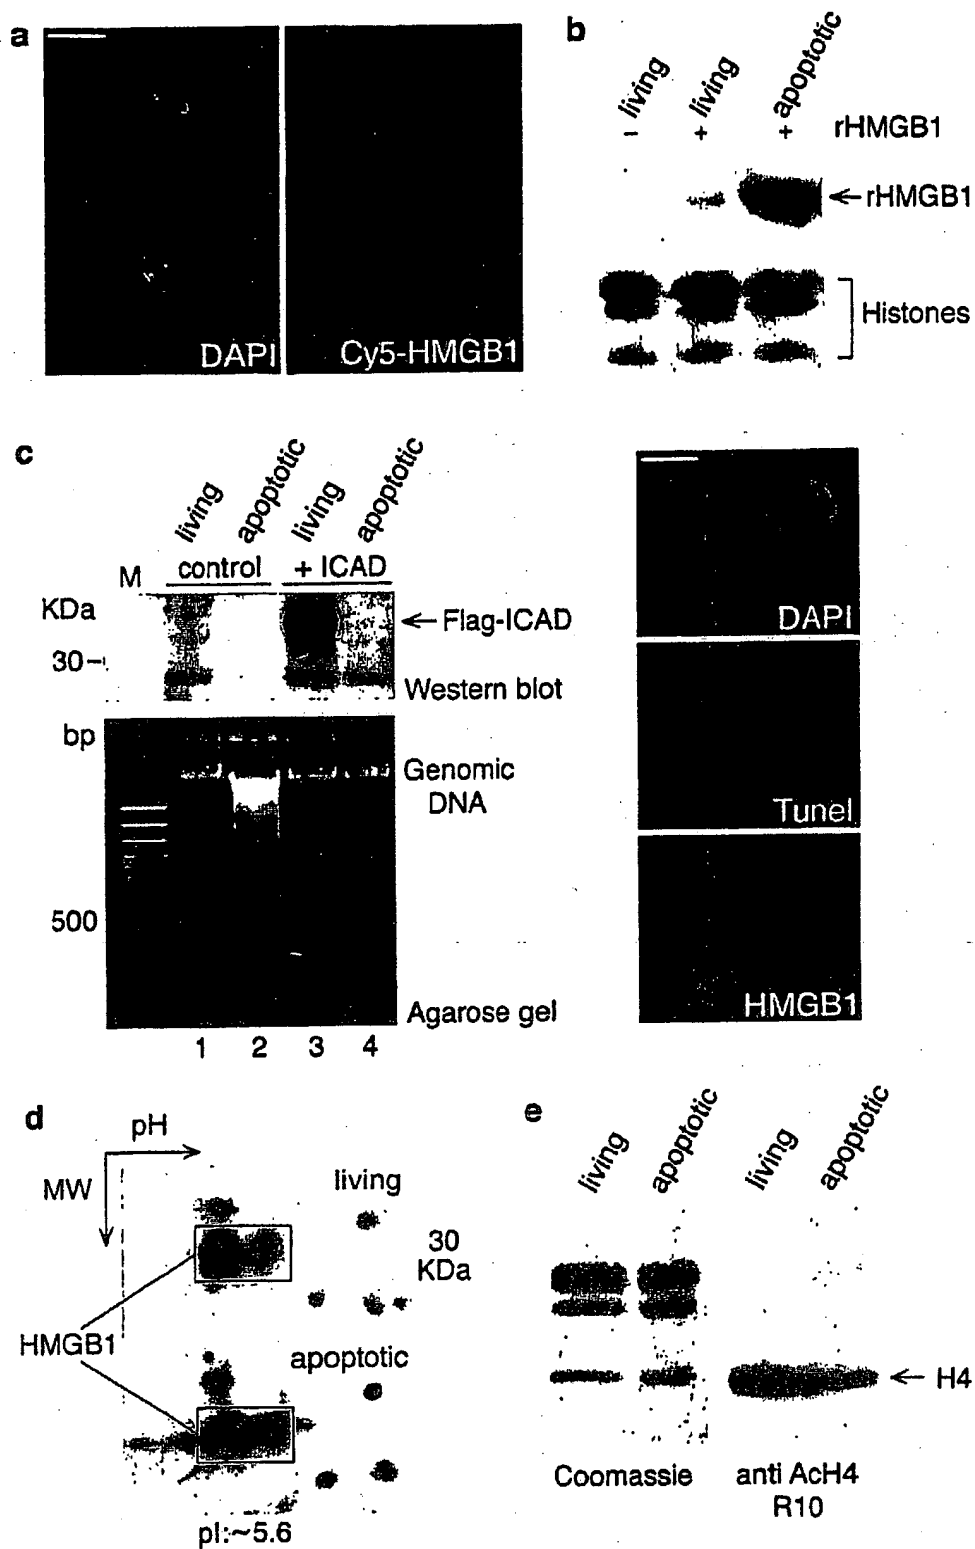 a
DAPI
Cy5-HMGB1
b
living
living
apoptotic
- + + rHMGB1
rHMGB1
Histones
c
living
apoptotic
living
apoptotic
M control + ICAD
KDa
Flag-ICAD
30
Western blot
bp
Genomic
DNA
500
Agarose gel
1 2 3 4
DAPI
Tunel
HMGB1
d
pH
MW
living
30
KDa
HMGB1
apoptotic
pI:~5.6
e
living
apoptotic
living
apoptotic
H4
Coomassie
anti AcH4
R10